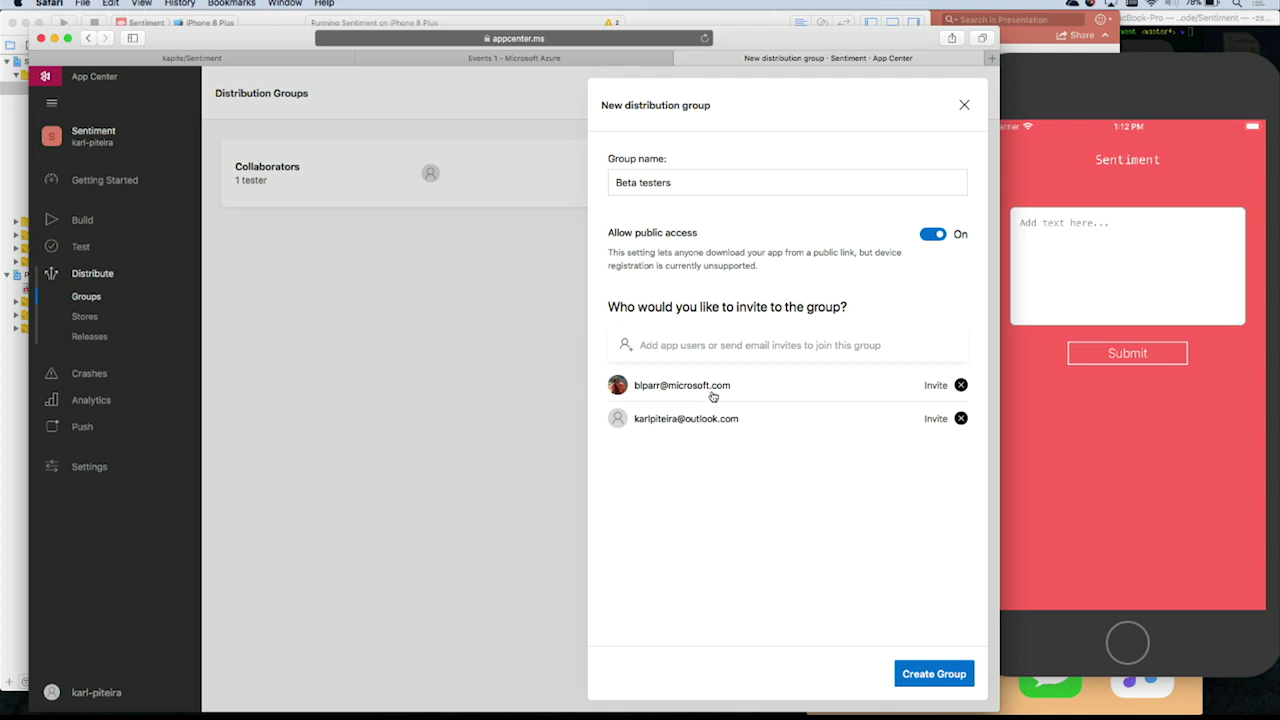 Safari File Edit View History Bookmarks Window Help 78%
Sentiment iPhone 8 Plus Running Sentiment on iPhone 8 Plus 2
Search in Presentation
Share
appcenter.ms
kapite/Sentiment
Events 1 - Microsoft Azure
New distribution group · Sentiment · App Center
App Center
S
Sentiment
karl-piteira
Getting Started
Build
Test
Distribute
Groups
Stores
Releases
Crashes
Analytics
Push
Settings
karl-piteira
Distribution Groups
Collaborators
1 tester
New distribution group
Group name:
Beta testers
Allow public access
On
This setting lets anyone download your app from a public link, but device
registration is currently unsupported.
Who would you like to invite to the group?
Add app users or send email invites to join this group
blparr@microsoft.com Invite
karlpiteira@outlook.com Invite
Create Group
1:12 PM
Sentiment
Add text here...
Submit